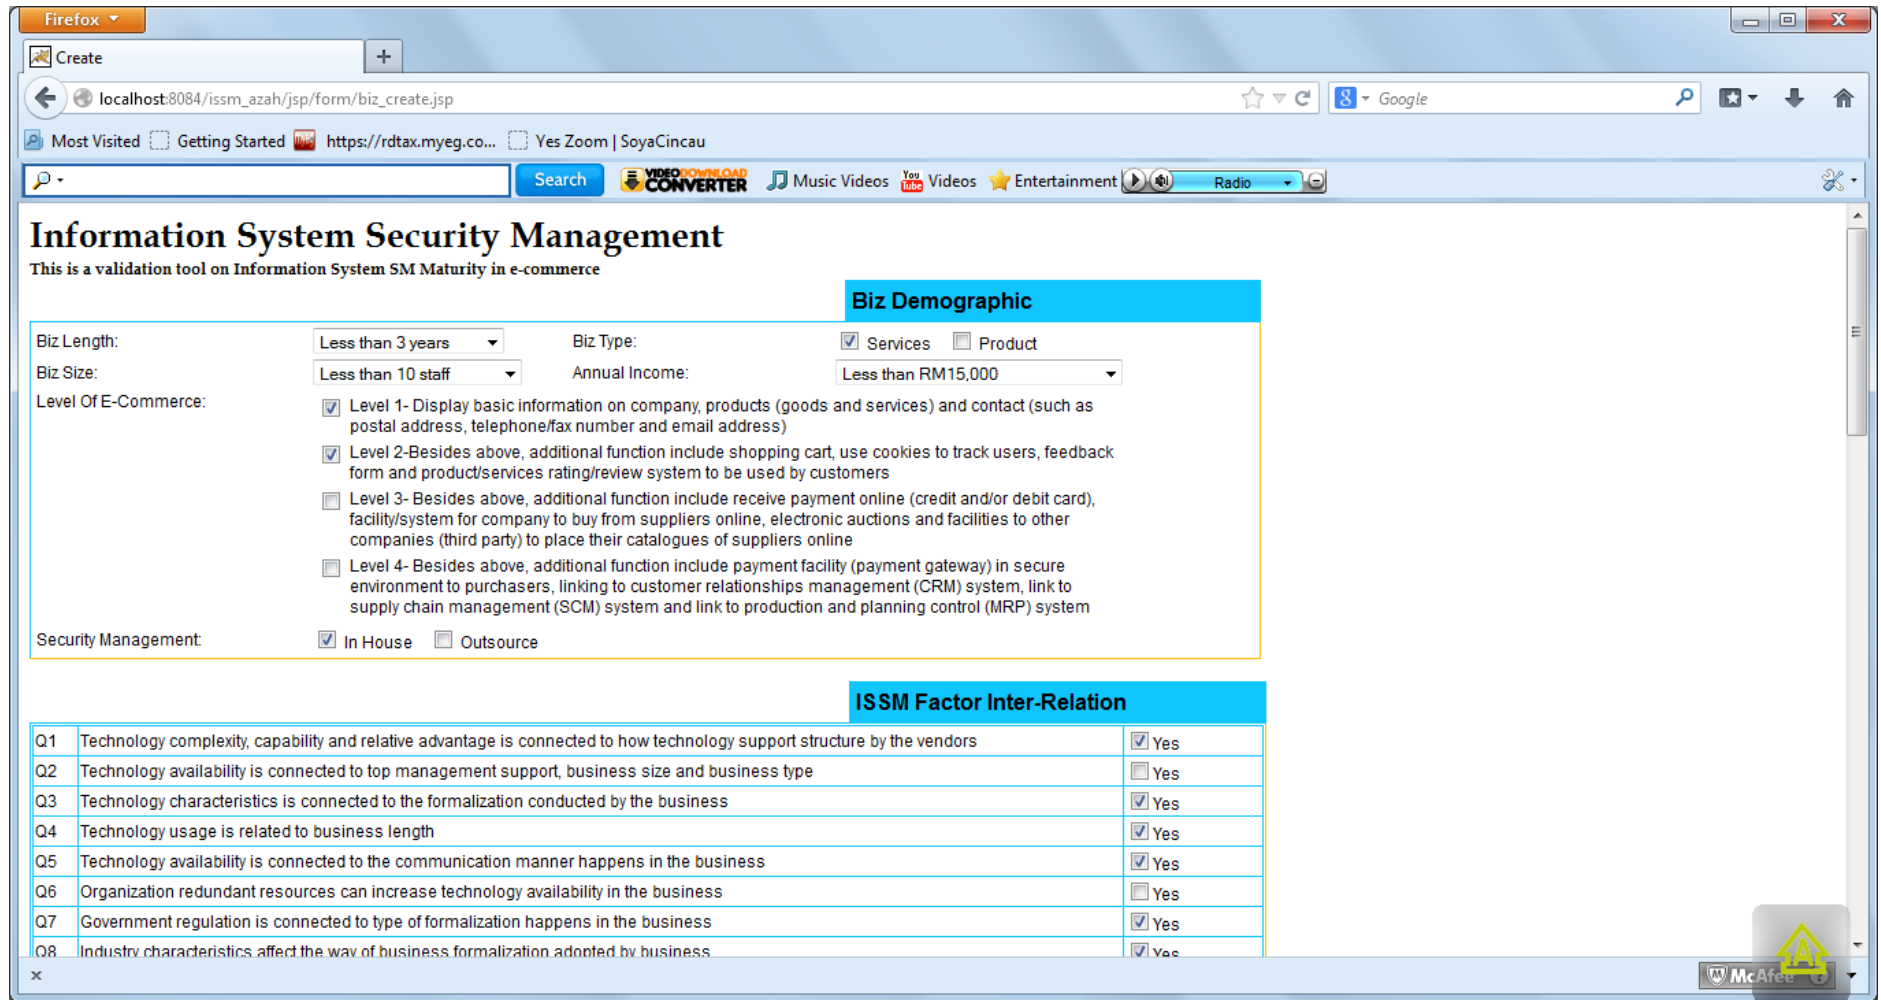 Firefox
Create
localhost:8084/issm_azah/jsp/form/biz_create.jsp
Google
Most Visited Getting Started https://rdtax.myeg.co... Yes Zoom | SoyaCincau
Search VIDEO DOWNLOAD CONVERTER Music Videos You Tube Videos Entertainment Radio
Information System Security Management
This is a validation tool on Information System SM Maturity in e-commerce
Biz Demographic
Biz Length: Less than 3 years Biz Type: Services Product
Biz Size: Less than 10 staff Annual Income: Less than RM15,000
Level Of E-Commerce: Level 1- Display basic information on company, products (goods and services) and contact (such as
postal address, telephone/fax number and email address)
Level 2-Besides above, additional function include shopping cart, use cookies to track users, feedback
form and product/services rating/review system to be used by customers
Level 3- Besides above, additional function include receive payment online (credit and/or debit card),
facility/system for company to buy from suppliers online, electronic auctions and facilities to other
companies (third party) to place their catalogues of suppliers online
Level 4- Besides above, additional function include payment facility (payment gateway) in secure
environment to purchasers, linking to customer relationships management (CRM) system, link to
supply chain management (SCM) system and link to production and planning control (MRP) system
Security Management: In House Outsource
ISSM Factor Inter-Relation
Q1 Technology complexity, capability and relative advantage is connected to how technology support structure by the vendors Yes
Q2 Technology availability is connected to top management support, business size and business type Yes
Q3 Technology characteristics is connected to the formalization conducted by the business Yes
Q4 Technology usage is related to business length Yes
Q5 Technology availability is connected to the communication manner happens in the business Yes
Q6 Organization redundant resources can increase technology availability in the business Yes
Q7 Government regulation is connected to type of formalization happens in the business Yes
Q8 Industry characteristics affect the way of business formalization adopted by business Yes
McAfee